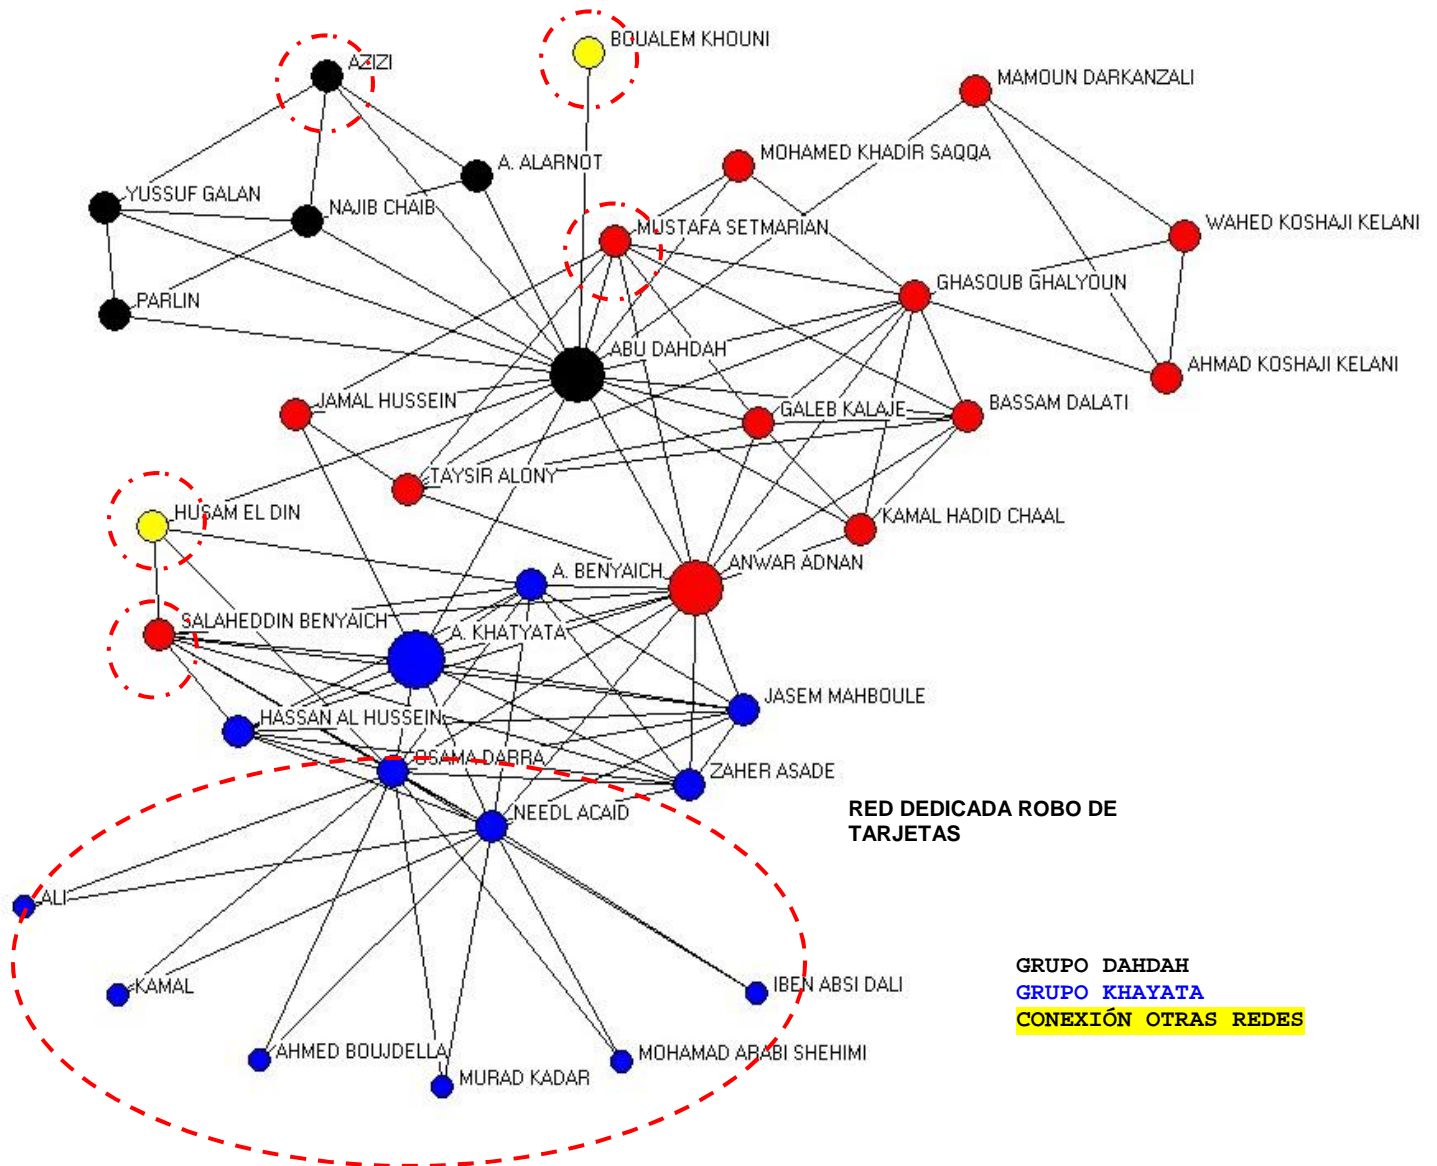 BOUALEM KHOUNI
AZIZI
MAMOUN DARKANZALI
MOHAMED KHADIR SAQQA
A. ALARNOT
YUSSUF GALAN
NAJIB CHAIB
MUSTAFA SETMARIAN
WAHED KOSHAJI KELANI
GHASOUB GHALYOUN
PARLIN
ABU DAHDAH
AHMAD KOSHAJI KELANI
JAMAL HUSSEIN
GALEB KALAJE
BASSAM DALATI
TAYSIR ALONY
HUSAM EL DIN
KAMAL HADID CHAAL
ANWAR ADNAN
A. BENYAICH
SALAHEDDIN BENYAICH
A. KHATYATA
JASEM MAHBOULE
HASSAN AL HUSSEIN
OSAMA DARRA
ZAHER ASADE
NEEDL ACAID
RED DEDICADA ROBO DE
TARJETAS
ALI
KAMAL
IBEN ABSI DALI
AHMED BOUJDELLA
MOHAMAD ARABI SHEHIMI
MURAD KADAR
GRUPO DAHDAH
GRUPO KHAYATA
CONEXIÓN OTRAS REDES